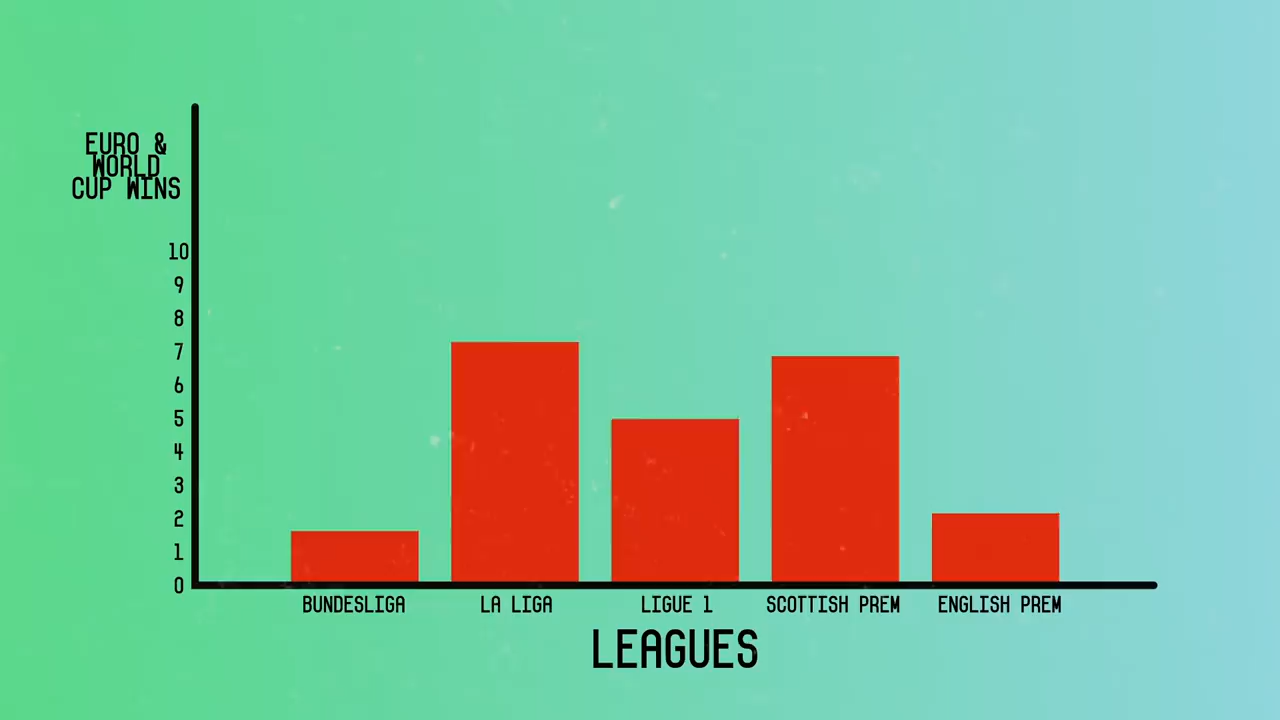 EURO &
WORLD
CUP WINS
10
9
8
7
6
5
4
3
2
1
0
BUNDESLIGA LA LIGA LIGUE 1 SCOTTISH PREM ENGLISH PREM
LEAGUES